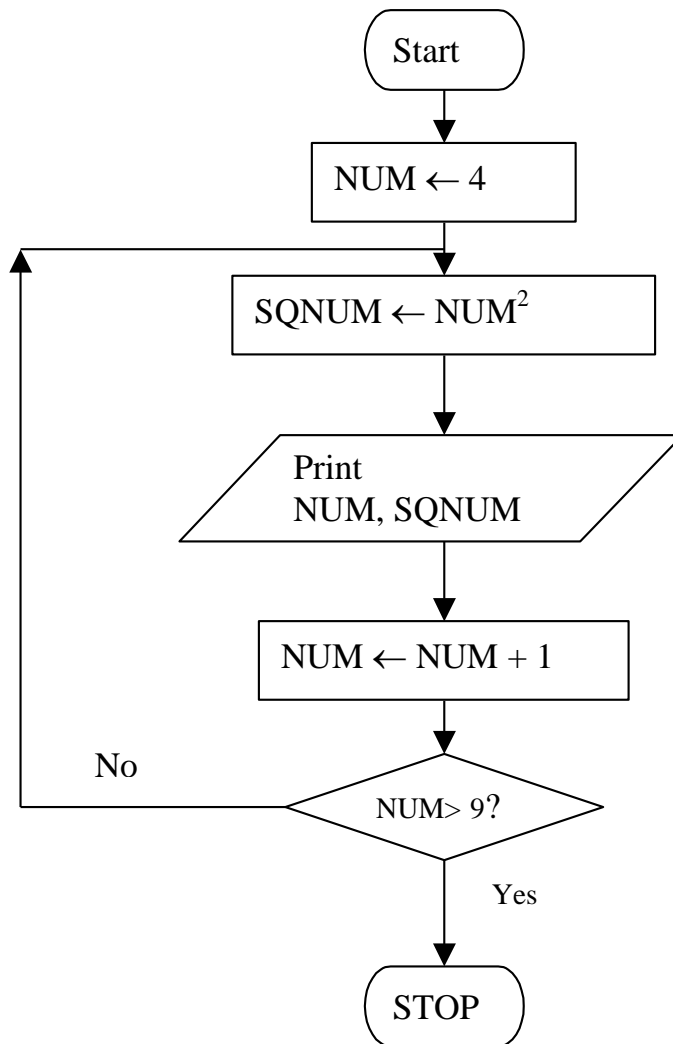 Start
NUM ← 4
SQNUM ← NUM²
Print
NUM, SQNUM
NUM ← NUM + 1
No
NUM> 9?
Yes
STOP